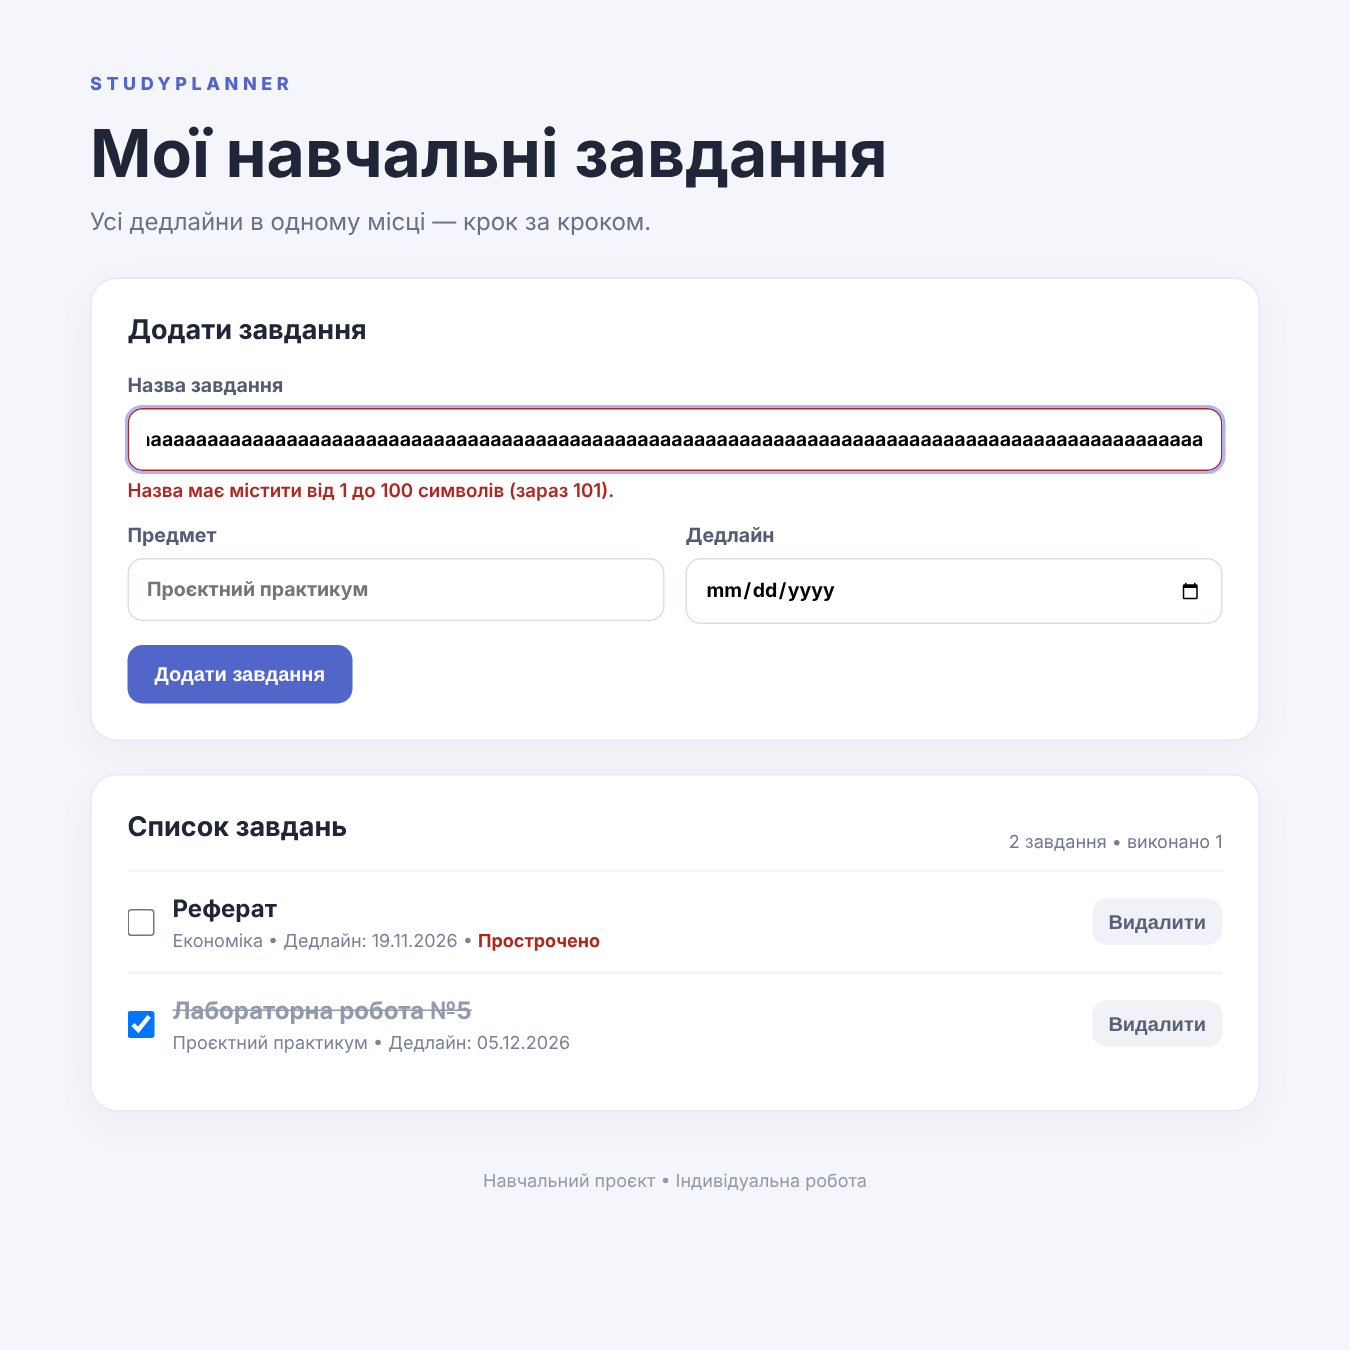 STUDYPLANNER
Мої навчальні завдання
Усі дедлайни в одному місці — крок за кроком.
Додати завдання
Назва завдання
aaaaaaaaaaaaaaaaaaaaaaaaaaaaaaaaaaaaaaaaaaaaaaaaaaaaaaaaaaaaaaaaaaaaaaaaaaaaaaaaaaaaaaaaaaaa
Назва має містити від 1 до 100 символів (зараз 101).
Предмет
Дедлайн
Проєктний практикум
mm/dd/yyyy
Додати завдання
Список завдань
2 завдання • виконано 1
Реферат
Видалити
Економіка • Дедлайн: 19.11.2026 • Прострочено
Лабораторна робота №5
Видалити
Проєктний практикум • Дедлайн: 05.12.2026
Навчальний проєкт • Індивідуальна робота